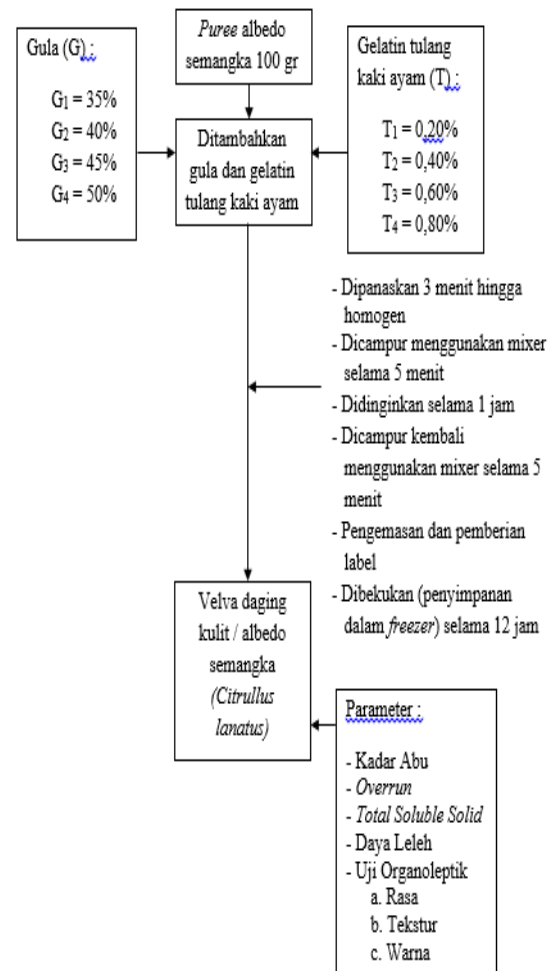 Puree albedo
semangka 100 gr
Gula (G) :
G1 = 35%
G2 = 40%
G3 = 45%
G4 = 50%
Gelatin tulang
kaki ayam (T) :
T1 = 0,20%
T2 = 0,40%
T3 = 0,60%
T4 = 0,80%
Ditambahkan
gula dan gelatin
tulang kaki ayam
- Dipanaskan 3 menit hingga
homogen
- Dicampur menggunakan mixer
selama 5 menit
- Didinginkan selama 1 jam
- Dicampur kembali
menggunakan mixer selama 5
menit
- Pengemasan dan pemberian
label
- Dibekukan (penyimpanan
dalam freezer) selama 12 jam
Velva daging
kulit / albedo
semangka
(Citrullus
lanatus)
Parameter :
- Kadar Abu
- Overrun
- Total Soluble Solid
- Daya Leleh
- Uji Organoleptik
a. Rasa
b. Tekstur
c. Warna